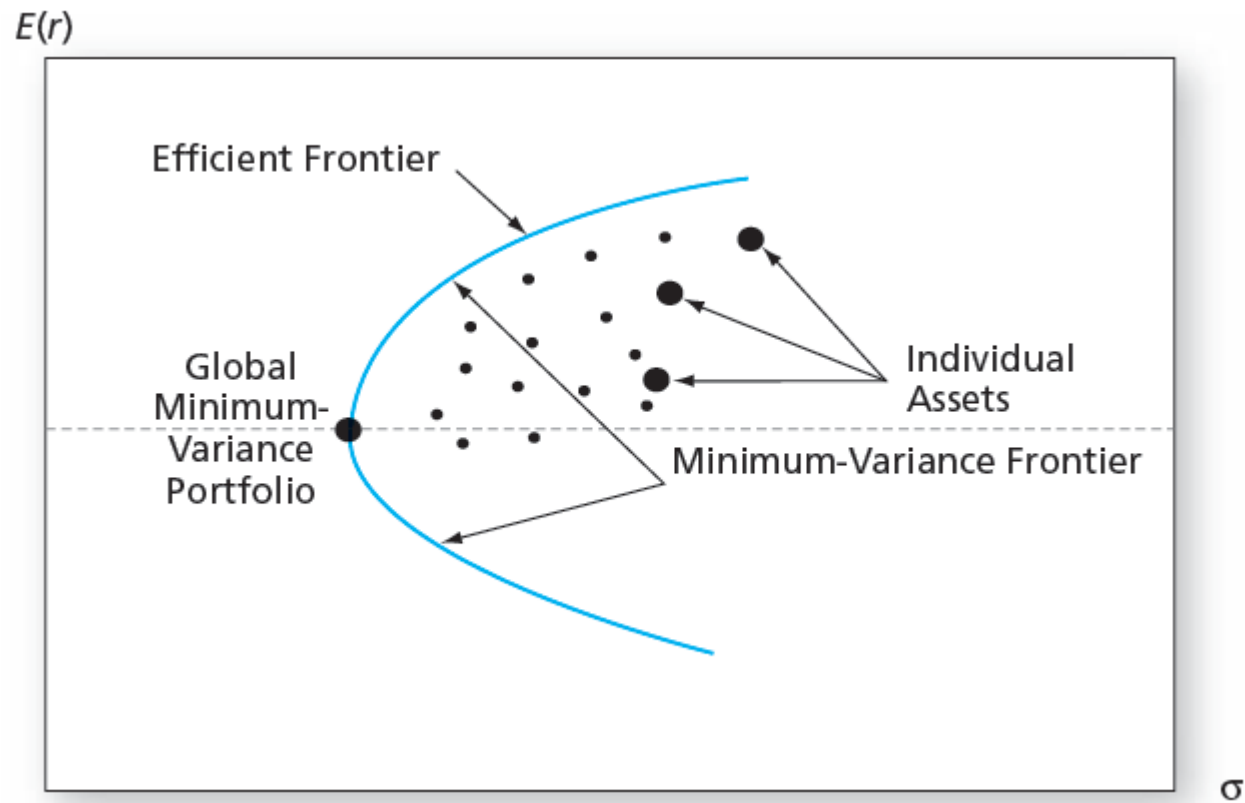 E(r)
Efficient Frontier
Global
Minimum-
Variance
Portfolio
Individual
Assets
Minimum-Variance Frontier
σ